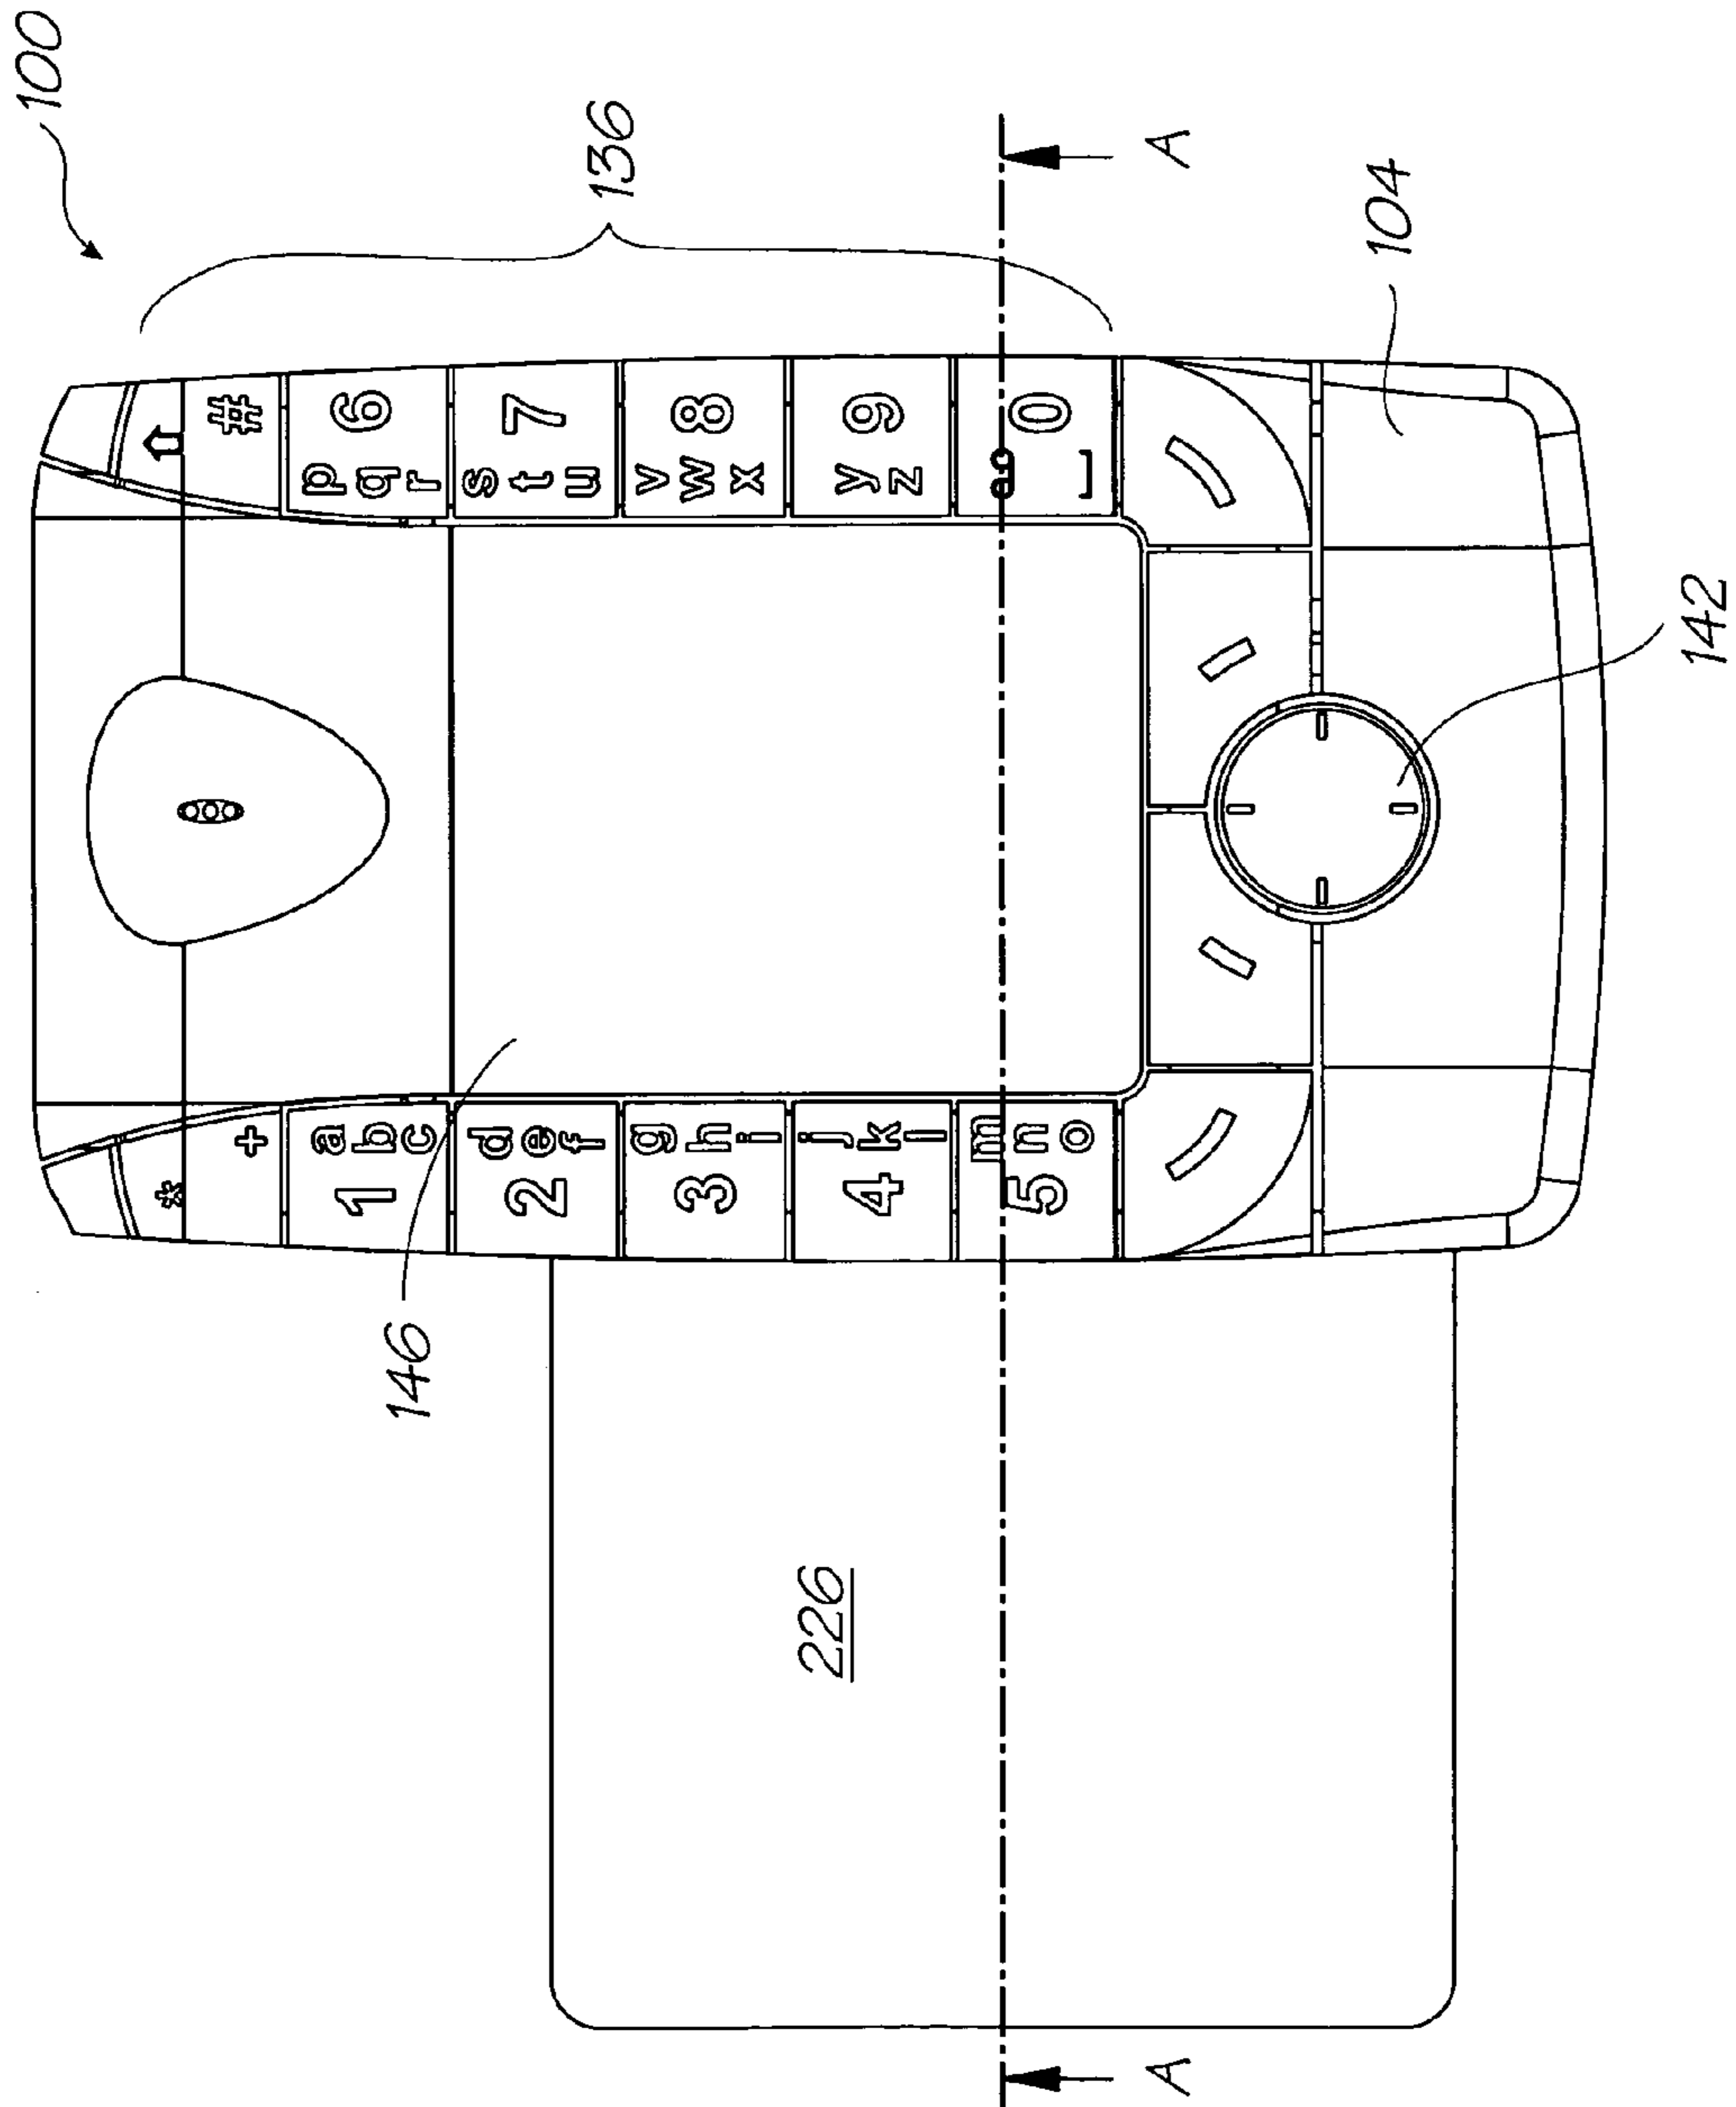 100
*
+
#
1 abc
pqr 6
146
2 def
stu 7
136
3 ghi
vwx 8
226
4 jkl
yz 9
5 mno
0
A
A
104
142